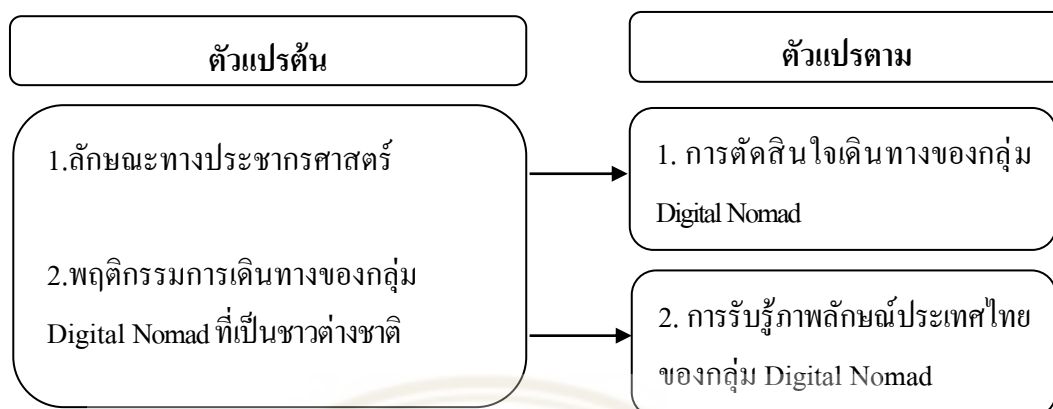 ตัวแปรต้น
ตัวแปรตาม
1.ลักษณะทางประชากรศาสตร์
2.พฤติกรรมการเดินทางของกลุ่ม
Digital Nomad ที่เป็นชาวต่างชาติ
1. การตัดสินใจเดินทางของกลุ่ม
Digital Nomad
2. การรับรู้ภาพลักษณ์ประเทศไทย
ของกลุ่ม Digital Nomad